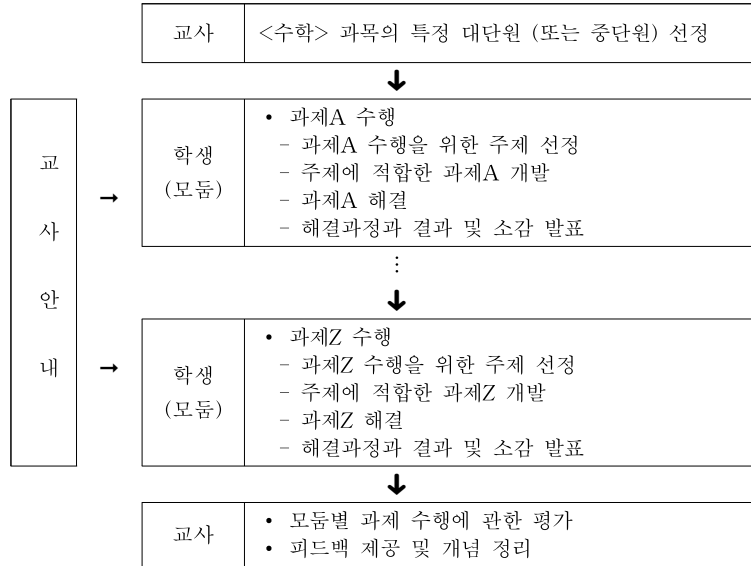 교사
<수학> 과목의 특정 대단원 (또는 중단원) 선정
교
사
안
내
학생
(모둠)
• 과제A 수행
- 과제A 수행을 위한 주제 선정
- 주제에 적합한 과제A 개발
- 과제A 해결
- 해결과정과 결과 및 소감 발표
⋮
학생
(모둠)
• 과제Z 수행
- 과제Z 수행을 위한 주제 선정
- 주제에 적합한 과제Z 개발
- 과제Z 해결
- 해결과정과 결과 및 소감 발표
교사
• 모둠별 과제 수행에 관한 평가
• 피드백 제공 및 개념 정리